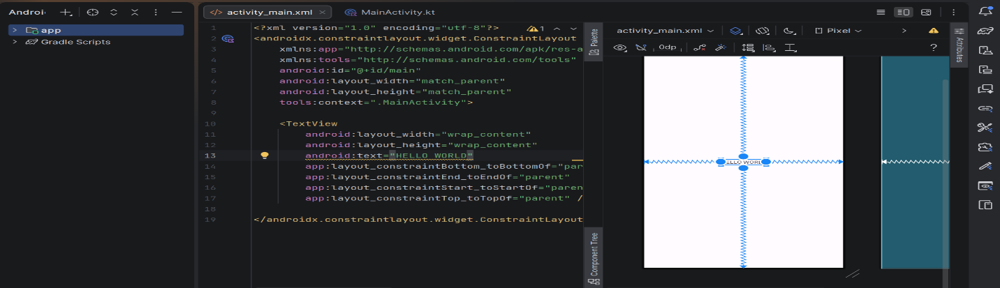 Androi
activity_main.xml
MainActivity.kt
app
Gradle Scripts
1 <?xml version="1.0" encoding="utf-8"?>
1
2 <androidx.constraintlayout.widget.ConstraintLayout
3 xmlns:app="http://schemas.android.com/apk/res-a
4 xmlns:tools="http://schemas.android.com/tools"
5 android:id="@+id/main"
6 android:layout_width="match_parent"
7 android:layout_height="match_parent"
8 tools:context=".MainActivity">
9
10 <TextView
11 android:layout_width="wrap_content"
12 android:layout_height="wrap_content"
13 android:text="HELLO WORLD"
14 app:layout_constraintBottom_toBottomOf="par
15 app:layout_constraintEnd_toEndOf="parent"
16 app:layout_constraintStart_toStartOf="paren
17 app:layout_constraintTop_toTopOf="parent" /
18
19 </androidx.constraintlayout.widget.ConstraintLayout
Palette
Component Tree
activity_main.xml
Pixel
0dp
?
ELLO WORL
Attributes